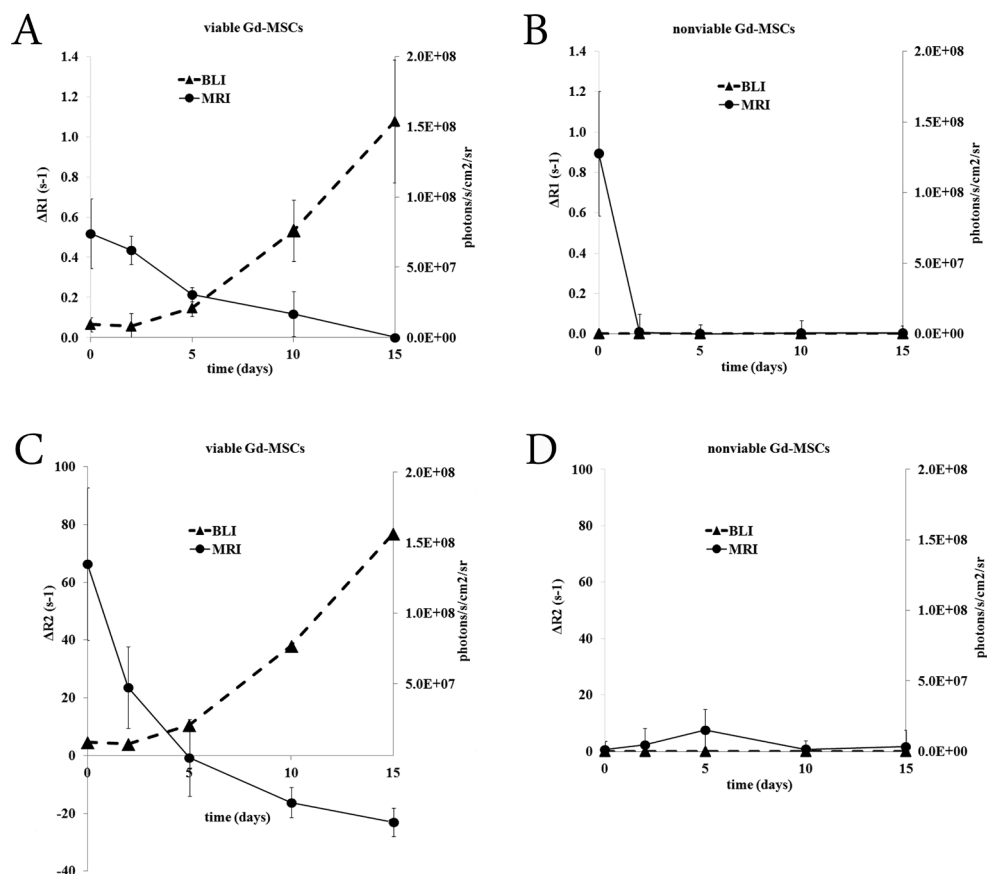 A
viable Gd-MSCs
1.4
1.2
1.0
0.8
0.6
0.4
0.2
0.0
ΔR1 (s-1)
BLI
MRI
2.0E+08
1.5E+08
1.0E+08
5.0E+07
0.0E+00
photons/s/cm2/sr
0
5
10
15
time (days)
B
nonviable Gd-MSCs
1.4
1.2
1.0
0.8
0.6
0.4
0.2
0.0
ΔR1 (s-1)
BLI
MRI
2.0E+08
1.5E+08
1.0E+08
5.0E+07
0.0E+00
photons/s/cm2/sr
0
5
10
15
time (days)
C
viable Gd-MSCs
100
80
60
40
20
0
-20
-40
ΔR2 (s-1)
BLI
MRI
2.0E+08
1.5E+08
1.0E+08
5.0E+07
photons/s/cm2/sr
0
5
10
15
time (days)
D
nonviable Gd-MSCs
100
80
60
40
20
0
ΔR2 (s-1)
BLI
MRI
2.0E+08
1.5E+08
1.0E+08
5.0E+07
0.0E+00
photons/s/cm2/sr
0
5
10
15
time (days)